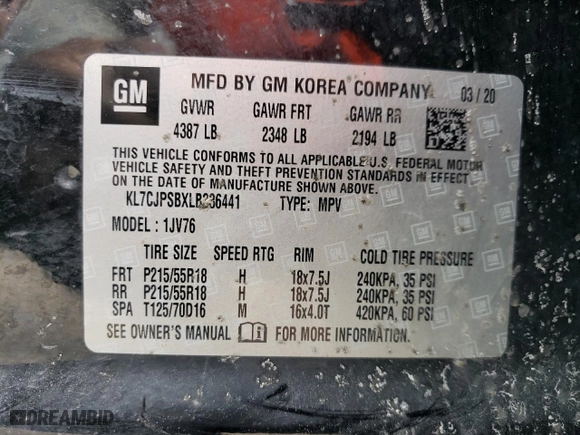 GM MFD BY GM KOREA COMPANY 03/20
GVWR GAWR FRT GAWR RR
4387 LB 2348 LB 2194 LB
THIS VEHICLE CONFORMS TO ALL APPLICABLE U.S. FEDERAL MOTOR
VEHICLE SAFETY AND THEFT PREVENTION STANDARDS IN EFFECT ON
THE DATE OF MANUFACTURE SHOWN ABOVE.
KL7CJPSBXLB336441 TYPE: MPV
MODEL: 1JV76
TIRE SIZE SPEED RTG RIM COLD TIRE PRESSURE
FRT P215/55R18 H 18x7.5J 240KPA, 35 PSI
RR P215/55R18 H 18x7.5J 240KPA, 35 PSI
SPA T125/70D16 M 16x4.0T 420KPA, 60 PSI
SEE OWNER'S MANUAL FOR MORE INFORMATION.
DREAMBID